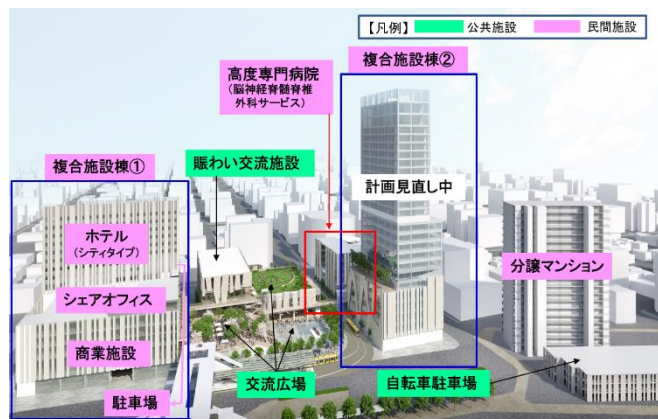 【凡例】 公共施設 民間施設
複合施設棟②
高度専門病院
(脳神経脊髄脊椎
外科サービス)
複合施設棟①
賑わい交流施設
計画見直し中
ホテル
(シティタイプ)
分譲マンション
シェアオフィス
商業施設
交流広場
自転車駐車場
駐車場